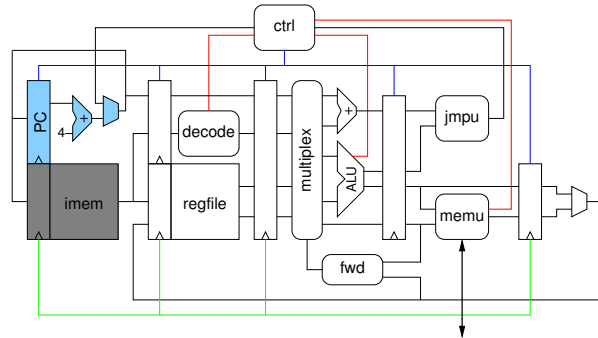 ctrl
PC
+
4
decode
multiplex
+
ALU
jmpu
imem
regfile
memu
fwd